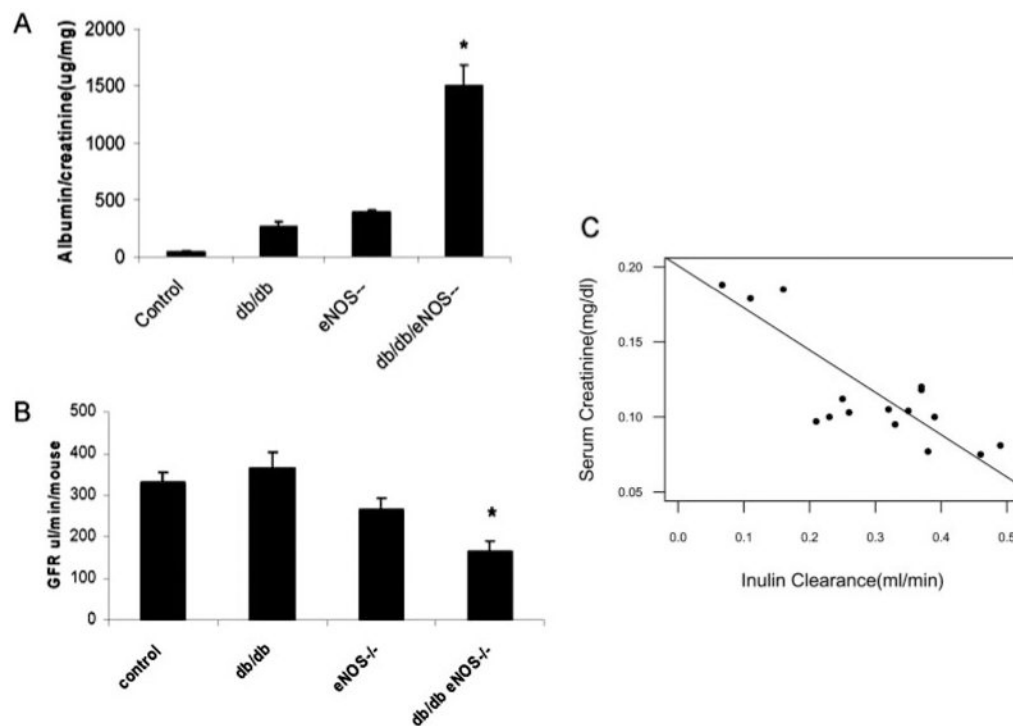 A
Albumin/creatinine(ug/mg)
2000
1500
1000
500
0
*
Control
db/db
eNOS--
db/db/eNOS--
B
GFR ul/min/mouse
500
400
300
200
100
0
*
control
db/db
eNOS-/-
db/db eNOS-/-
C
Serum Creatinine(mg/dl)
0.20
0.15
0.10
0.05
0.0 0.1 0.2 0.3 0.4 0.5
Inulin Clearance(ml/min)